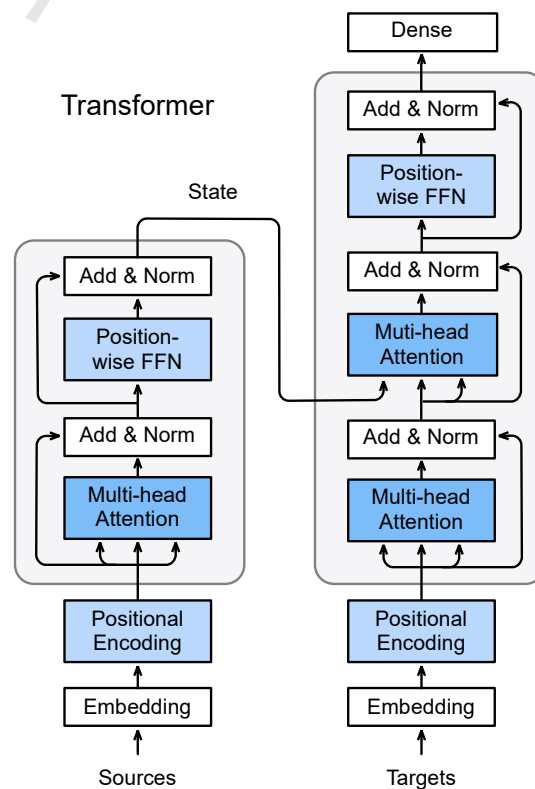 Transformer
State
Add & Norm
Position-
wise FFN
Add & Norm
Multi-head
Attention
Positional
Encoding
Embedding
Sources
Dense
Add & Norm
Position-
wise FFN
Add & Norm
Muti-head
Attention
Add & Norm
Multi-head
Attention
Positional
Encoding
Embedding
Targets